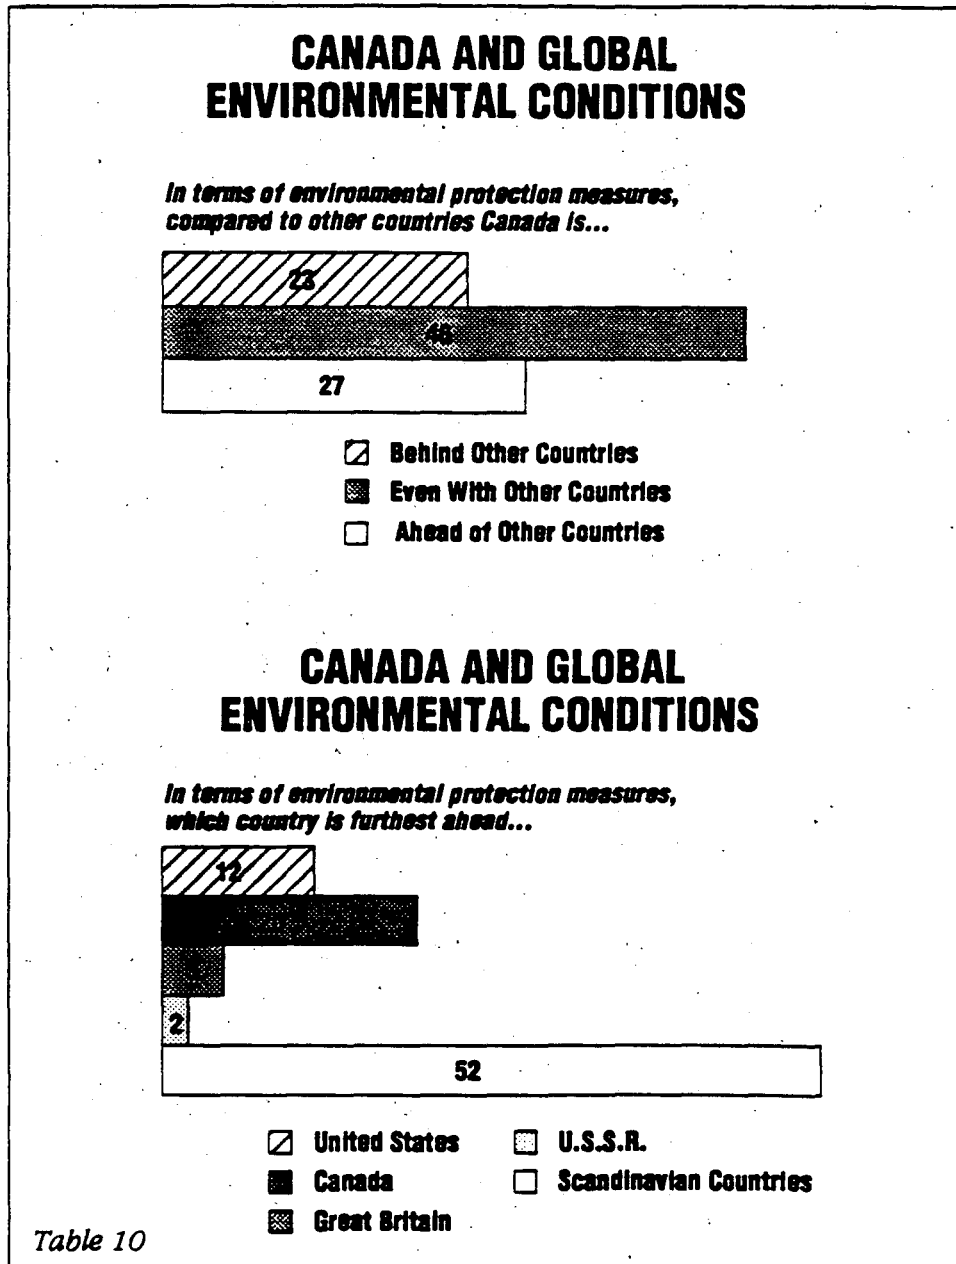 CANADA AND GLOBAL
ENVIRONMENTAL CONDITIONS
In terms of environmental protection measures,
compared to other countries Canada is...
23
27
Behind Other Countries
Even With Other Countries
Ahead of Other Countries
CANADA AND GLOBAL
ENVIRONMENTAL CONDITIONS
In terms of environmental protection measures,
which country is furthest ahead...
12
2
52
United States
Canada
Great Britain
U.S.S.R.
Scandinavian Countries
Table 10